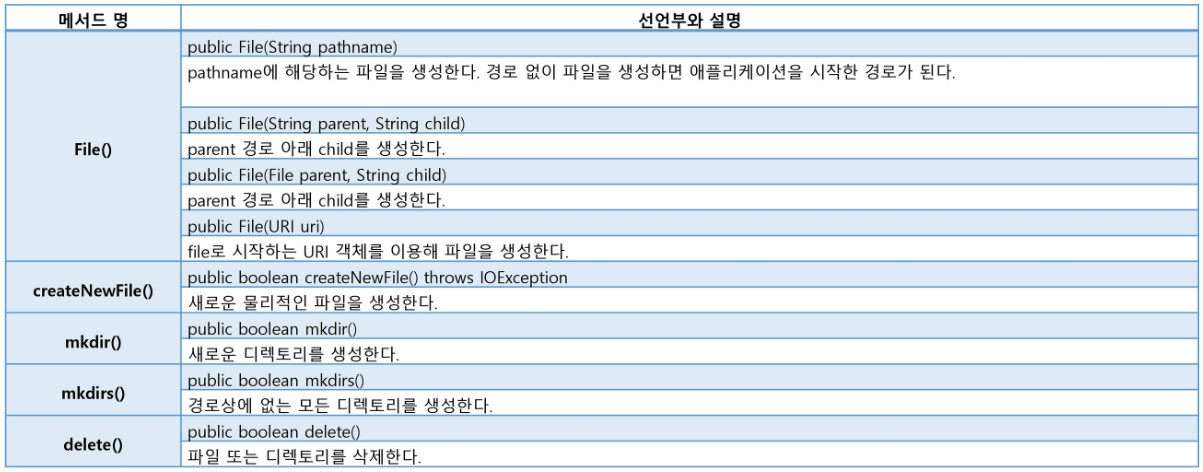 메서드 명 선언부와 설명
File()
public File(String pathname)
pathname에 해당하는 파일을 생성한다. 경로 없이 파일을 생성하면 애플리케이션을 시작한 경로가 된다.
public File(String parent, String child)
parent 경로 아래 child를 생성한다.
public File(File parent, String child)
parent 경로 아래 child를 생성한다.
public File(URI uri)
file로 시작하는 URI 객체를 이용해 파일을 생성한다.
createNewFile()
public boolean createNewFile() throws IOException
새로운 물리적인 파일을 생성한다.
mkdir()
public boolean mkdir()
새로운 디렉토리를 생성한다.
mkdirs()
public boolean mkdirs()
경로상에 없는 모든 디렉토리를 생성한다.
delete()
public boolean delete()
파일 또는 디렉토리를 삭제한다.